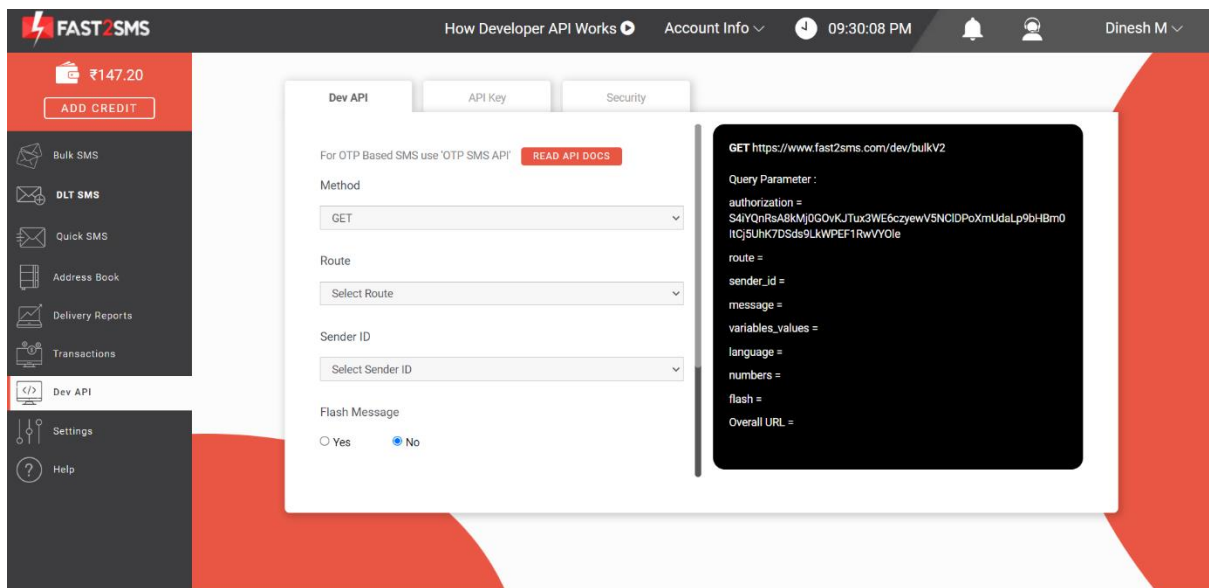 FAST2SMS
How Developer API Works
Account Info
09:30:08 PM
Dinesh M
₹147.20
ADD CREDIT
Bulk SMS
DLT SMS
Quick SMS
Address Book
Delivery Reports
Transactions
Dev API
Settings
Help
Dev API
API Key
Security
For OTP Based SMS use 'OTP SMS API'
READ API DOCS
Method
GET
Route
Select Route
Sender ID
Select Sender ID
Flash Message
Yes
No
GET https://www.fast2sms.com/dev/bulkV2
Query Parameter :
authorization =
S4iYQnRsA8kMj0GOvKJTux3WE6czyewV5NClDPoXmUdaLp9bHBm0
ItCj5UhK7DSds9LkWPEF1RwVYOle
route =
sender_id =
message =
variables_values =
language =
numbers =
flash =
Overall URL =